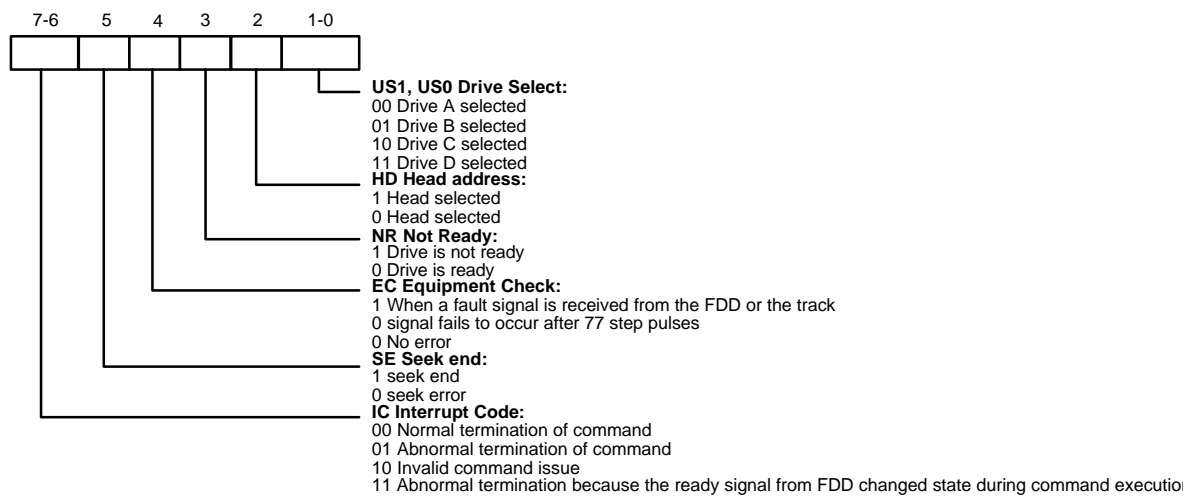 7-6 5 4 3 2 1-0
US1, US0 Drive Select:
00 Drive A selected
01 Drive B selected
10 Drive C selected
11 Drive D selected
HD Head address:
1 Head selected
0 Head selected
NR Not Ready:
1 Drive is not ready
0 Drive is ready
EC Equipment Check:
1 When a fault signal is received from the FDD or the track
0 signal fails to occur after 77 step pulses
0 No error
SE Seek end:
1 seek end
0 seek error
IC Interrupt Code:
00 Normal termination of command
01 Abnormal termination of command
10 Invalid command issue
11 Abnormal termination because the ready signal from FDD changed state during command executio